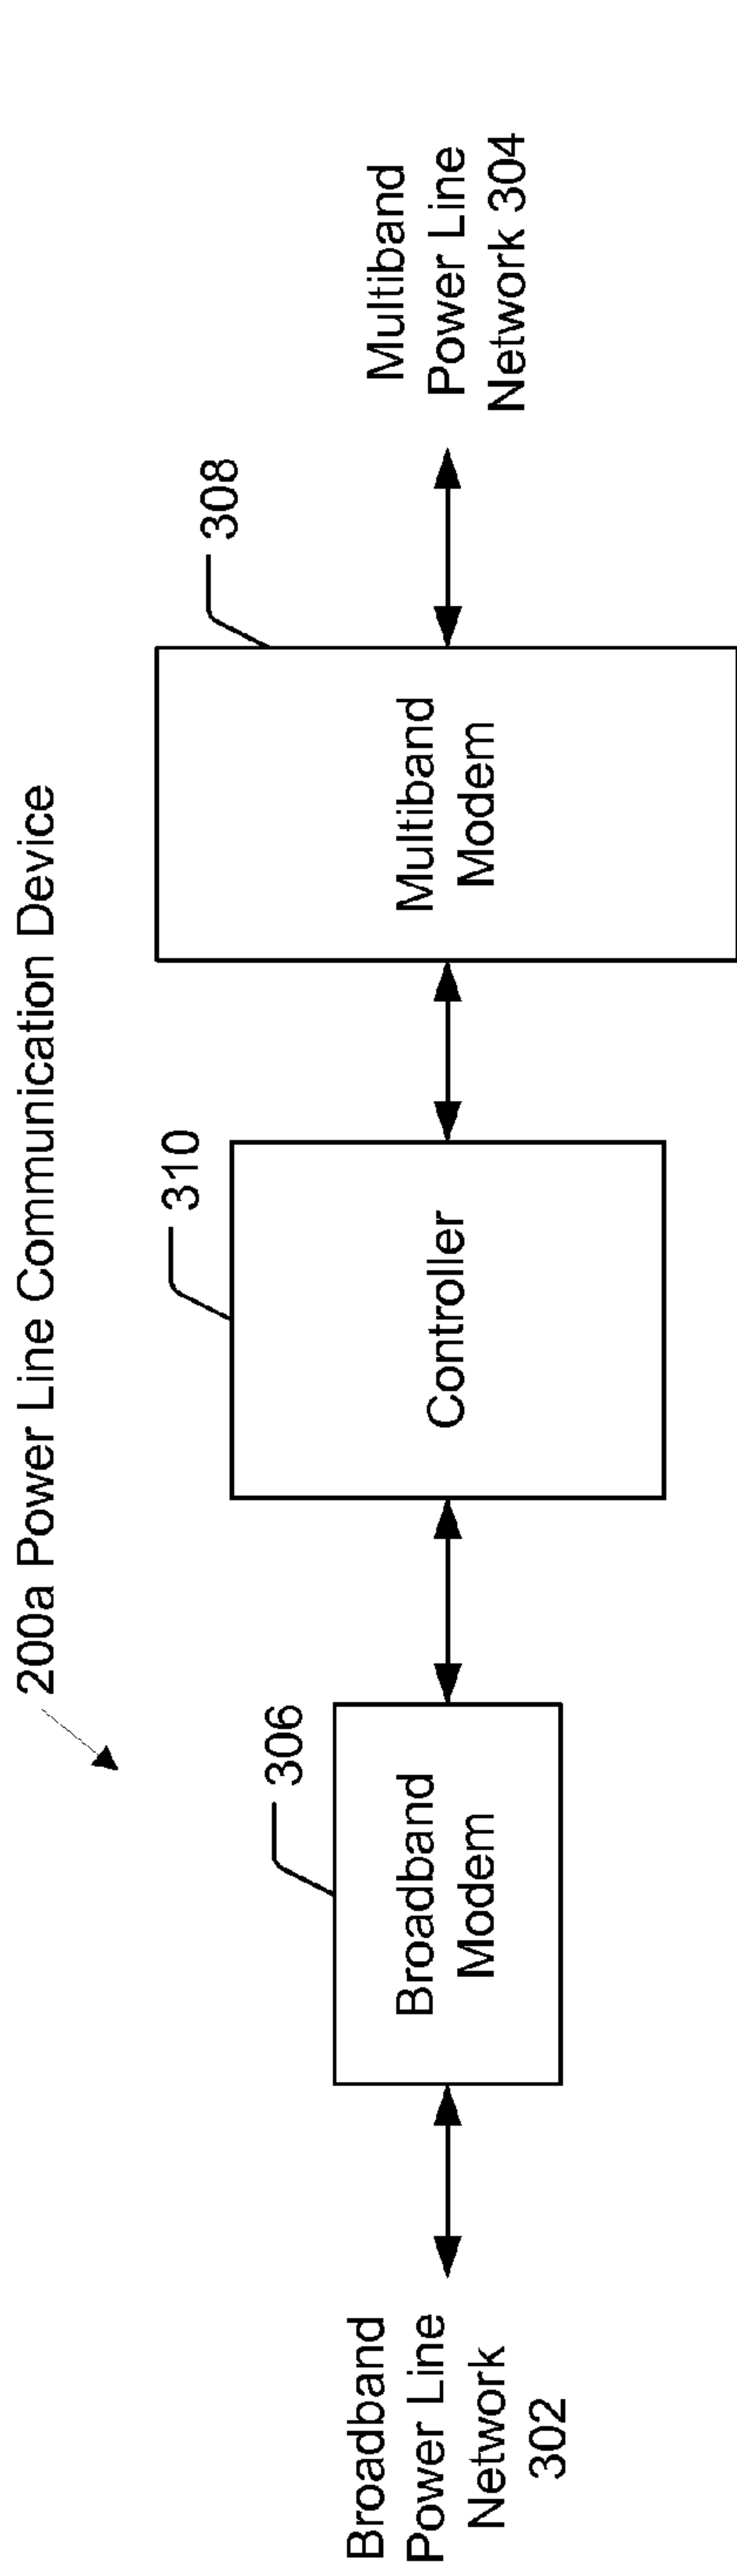 200a Power Line Communication Device
Broadband
Power Line
Network
302
306
Broadband
Modem
310
Controller
308
Multiband
Modem
Multiband
Power Line
Network 304